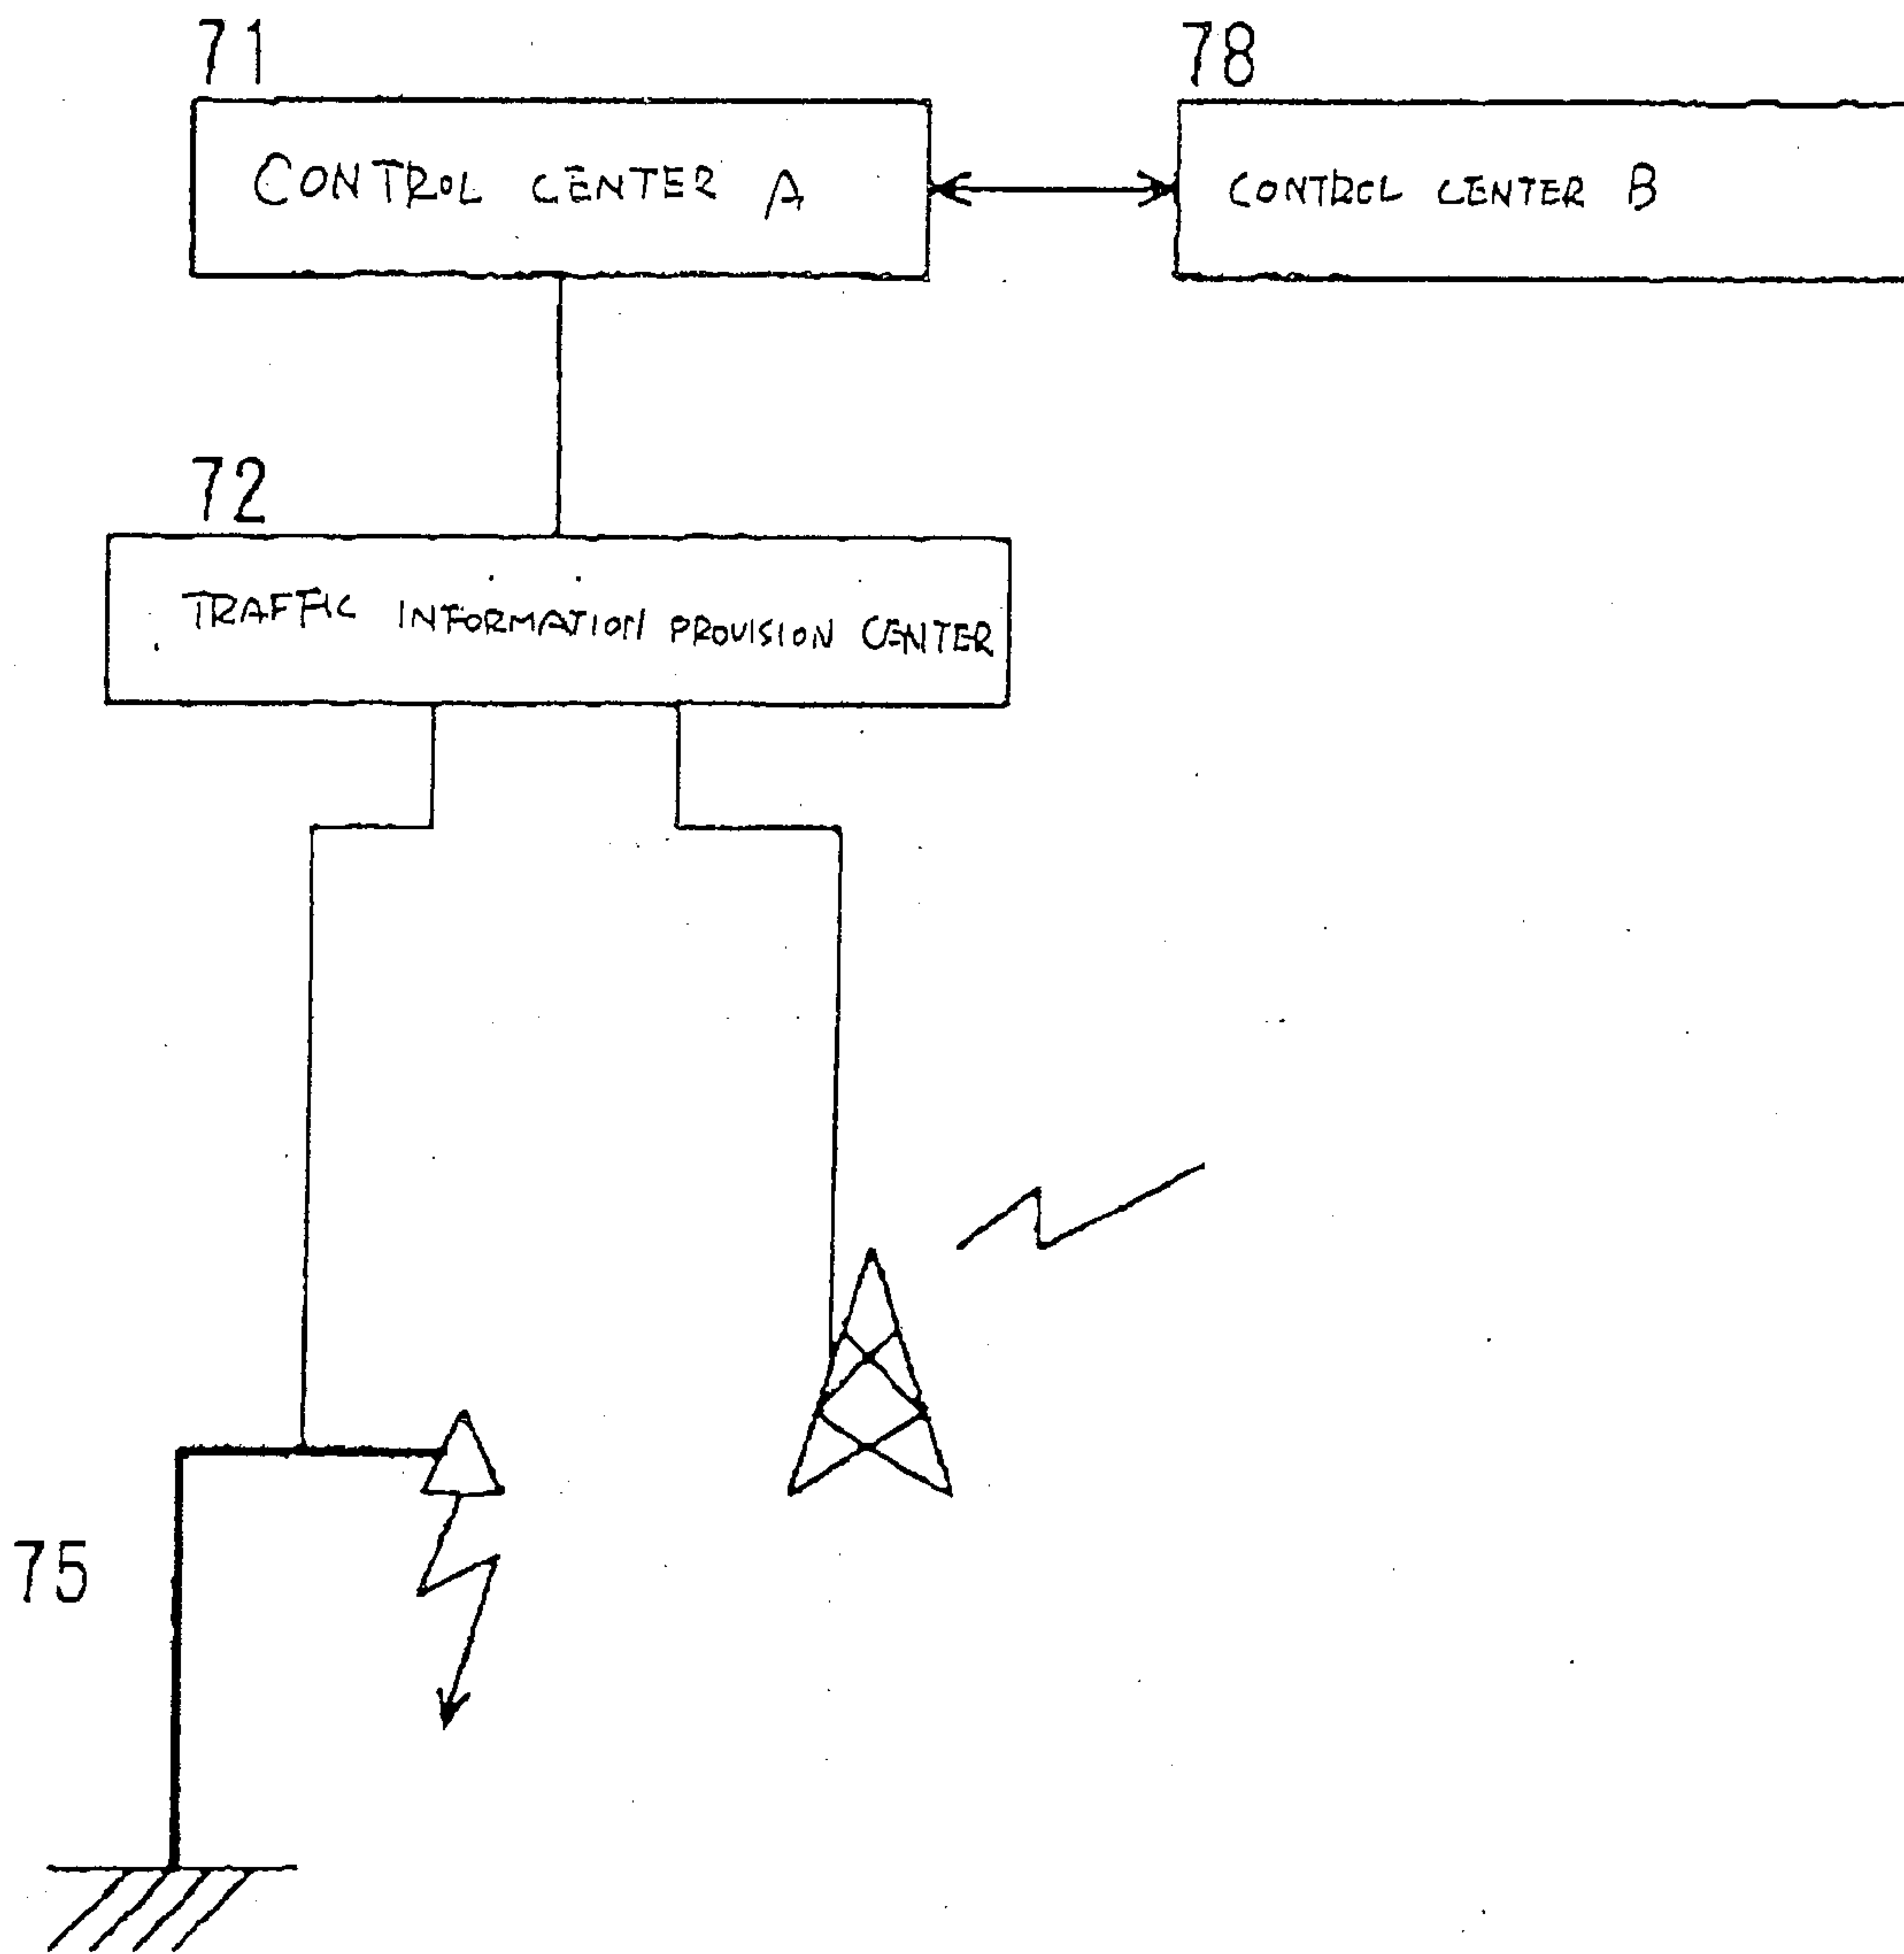 71
78
CONTROL CENTER A
CONTROL CENTER B
72
TRAFFIC INFORMATION PROVISION CENTER
75